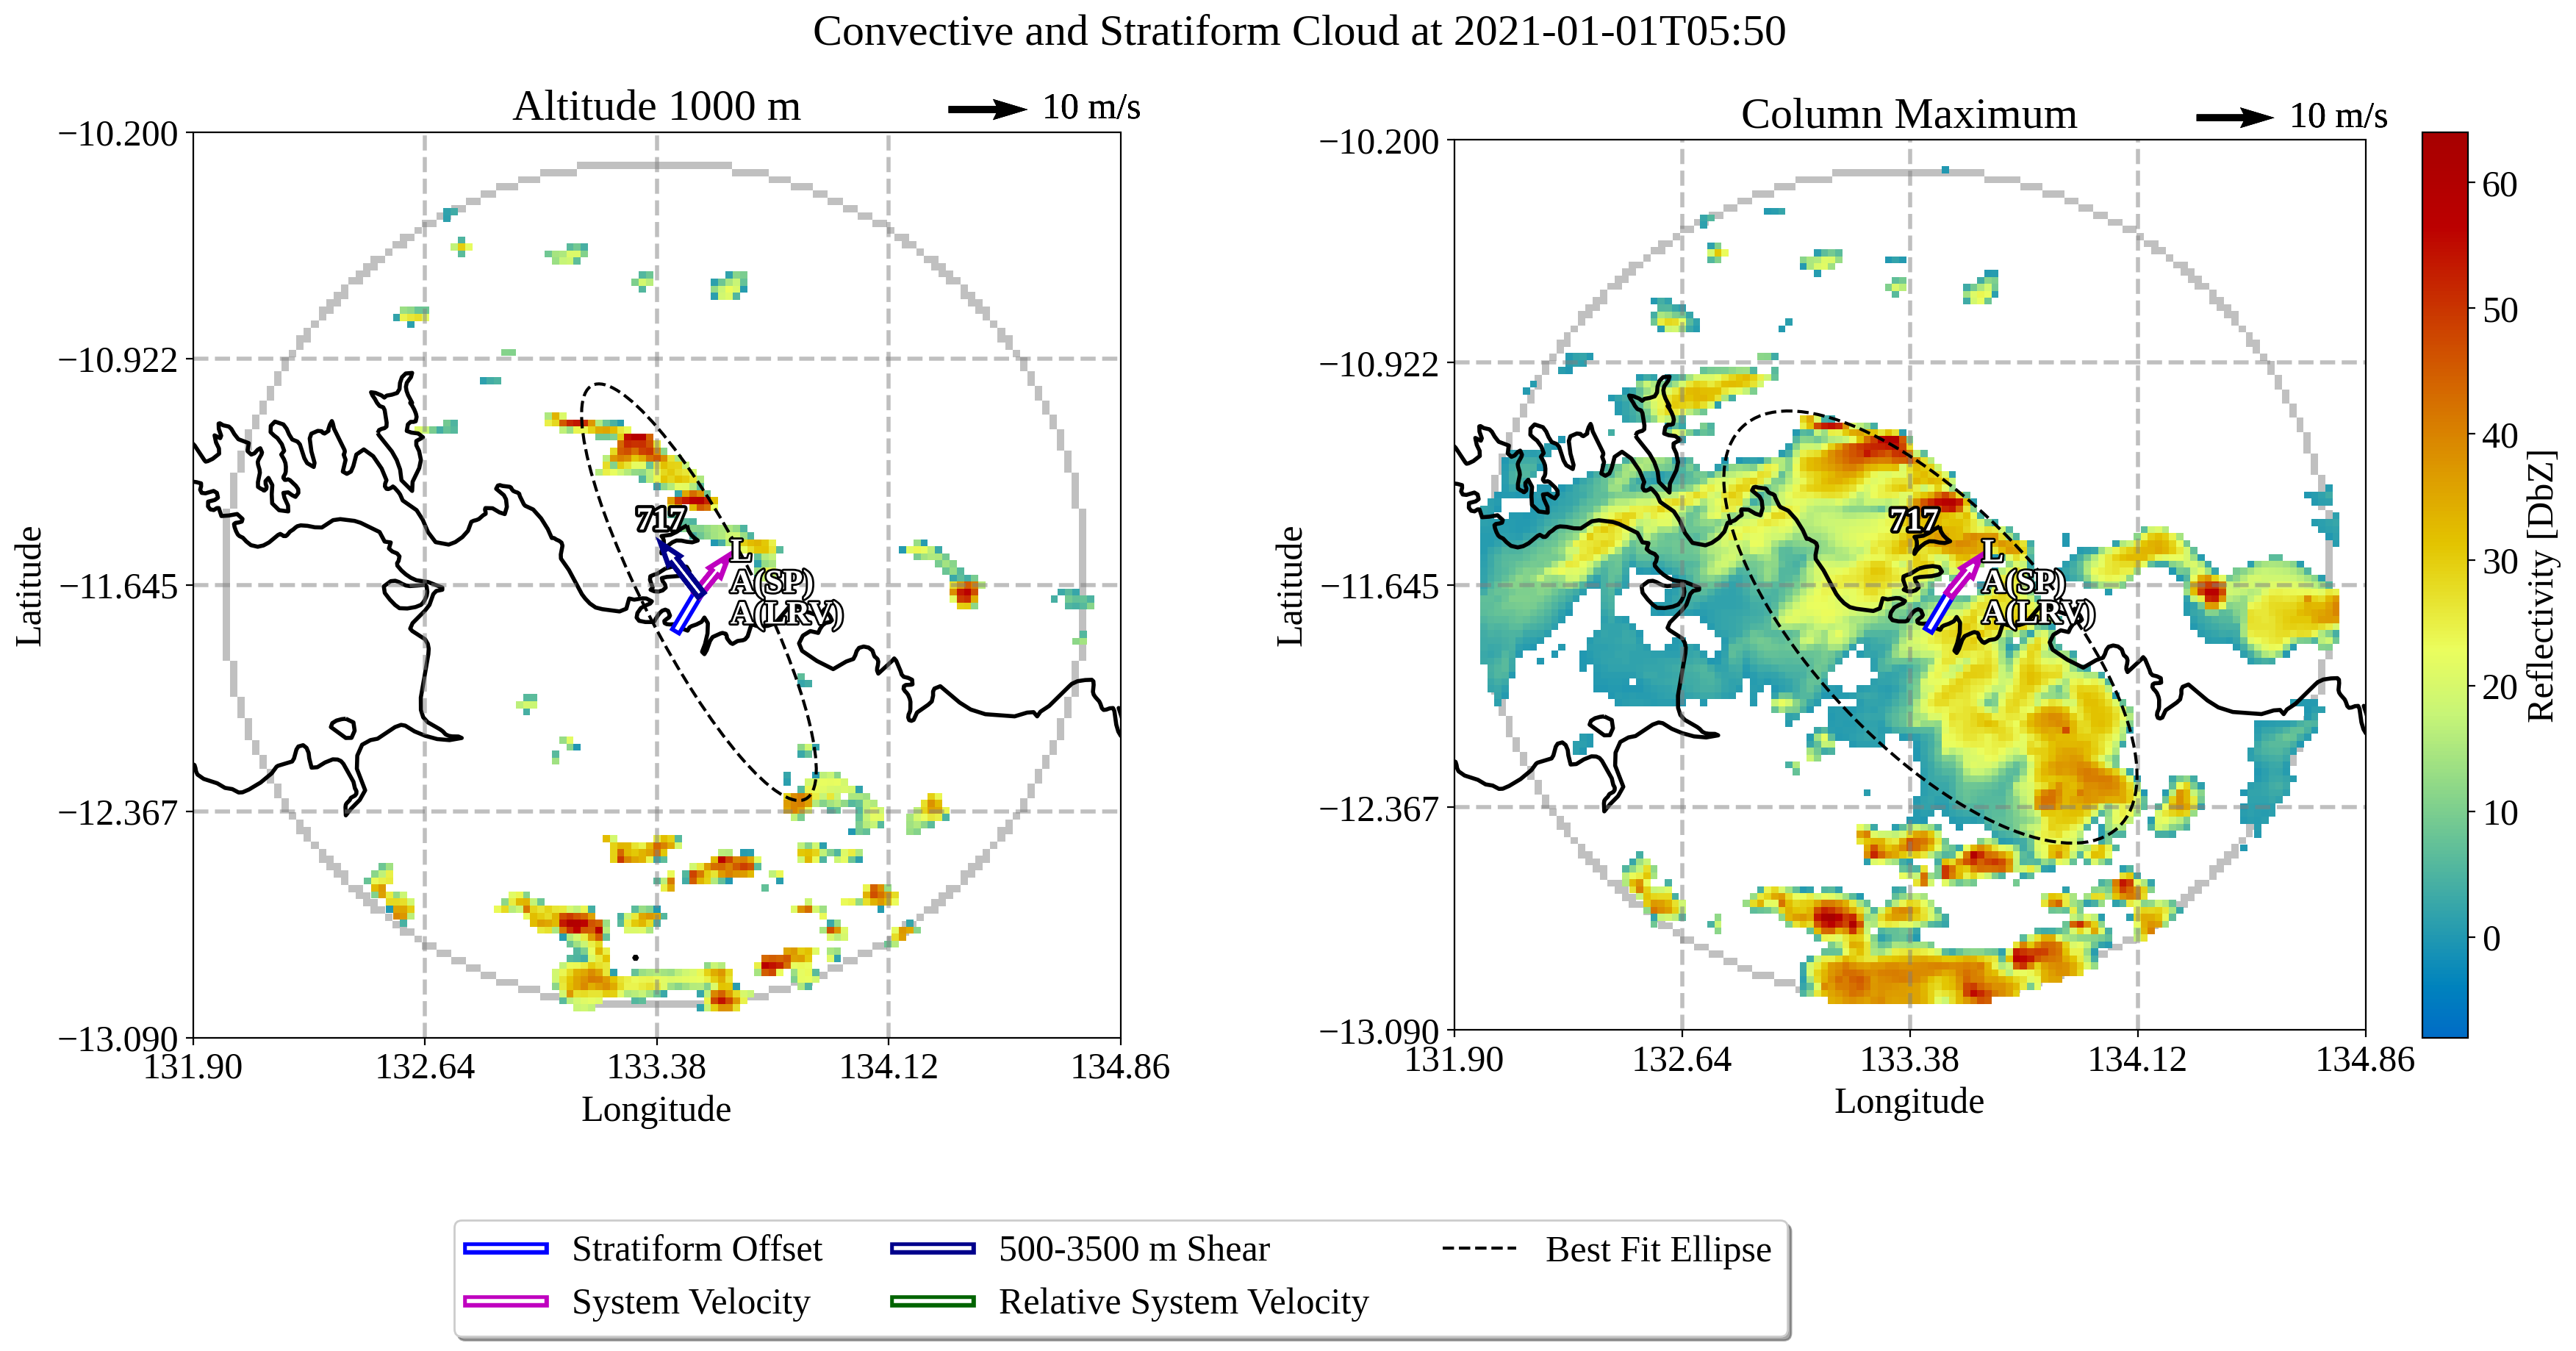 Convective and Stratiform Cloud at 2021-01-01T05:50
Altitude 1000 m
10 m/s
−10.200
−10.922
−11.645
−12.367
−13.090
131.90
132.64
133.38
134.12
134.86
Latitude
Longitude
717
L
A(SP)
A(LRV)
Column Maximum
10 m/s
−10.200
−10.922
−11.645
−12.367
−13.090
131.90
132.64
133.38
134.12
134.86
Latitude
Longitude
717
L
A(SP)
A(LRV)
60
50
40
30
20
10
0
Reflectivity [DbZ]
Stratiform Offset
System Velocity
500-3500 m Shear
Relative System Velocity
Best Fit Ellipse